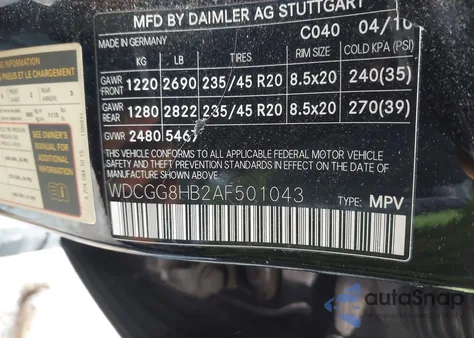 MFD BY DAIMLER AG STUTTGART
MADE IN GERMANY C040 04/10
KG LB TIRES RIM SIZE COLD KPA (PSI)
GAWR FRONT 1220 2690 235/45 R20 8.5x20 240(35)
GAWR REAR 1280 2822 235/45 R20 8.5x20 270(39)
GVWR 2480 5467
THIS VEHICLE CONFORMS TO ALL APPLICABLE FEDERAL MOTOR VEHICLE
SAFETY AND THEFT PREVENTION STANDARDS IN EFFECT ON THE DATE OF
MANUFACTURE SHOWN ABOVE.
WDCGG8HB2AF501043 TYPE: MPV
SEE OWNER'S
MANUAL FOR
ADDITIONAL
INFORMATION
autoSnap